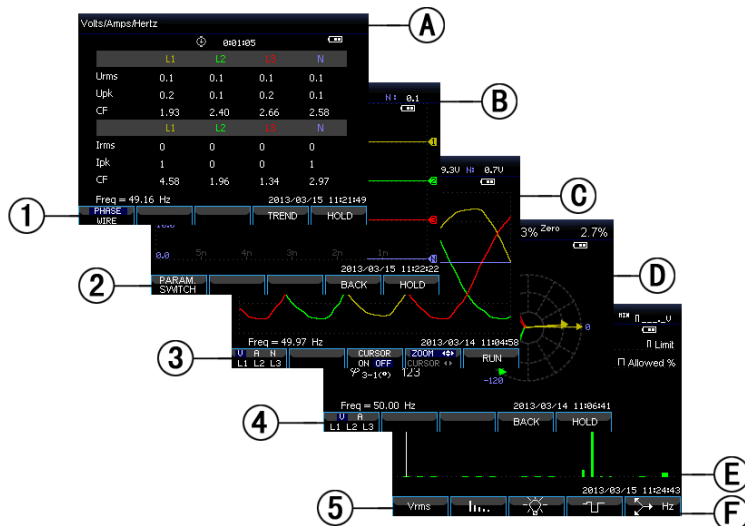 Volts/Amps/Hertz
A
0:01:05
L1 L2 L3 N
Urms 0.1 0.1 0.1 0.1
Upk 0.2 0.1 0.2 0.1
CF 1.93 2.40 2.66 2.58
L1 L2 L3 N
Irms 0 0 0 0
Ipk 1 0 0 1
CF 4.58 1.96 1.34 2.97
Freq = 49.16 Hz 2013/03/15 11:21:49
1
PHASE
WIRE
TREND HOLD
N: 0.1
B
1
2
3
N
10.0
0.0 5n 4n 3n 2n 1n
2013/03/15 11:22:22
2
PARAM.
SWITCH
BACK HOLD
9.3V N: 0.7V
C
Freq = 49.97 Hz 2013/03/14 11:04:58
3
V A N
L1 L2 L3
CURSOR
ON OFF
ZOOM
CURSOR
RUN
3% Zero 2.7%
D
0
-120
φ3-1(°) 123
Freq = 50.00 Hz 2013/03/14 11:06:41
4
V A
L1 L2 L3
BACK HOLD
Limit
Allowed %
E
2013/03/15 11:24:43
5
Vrms
Hz
F